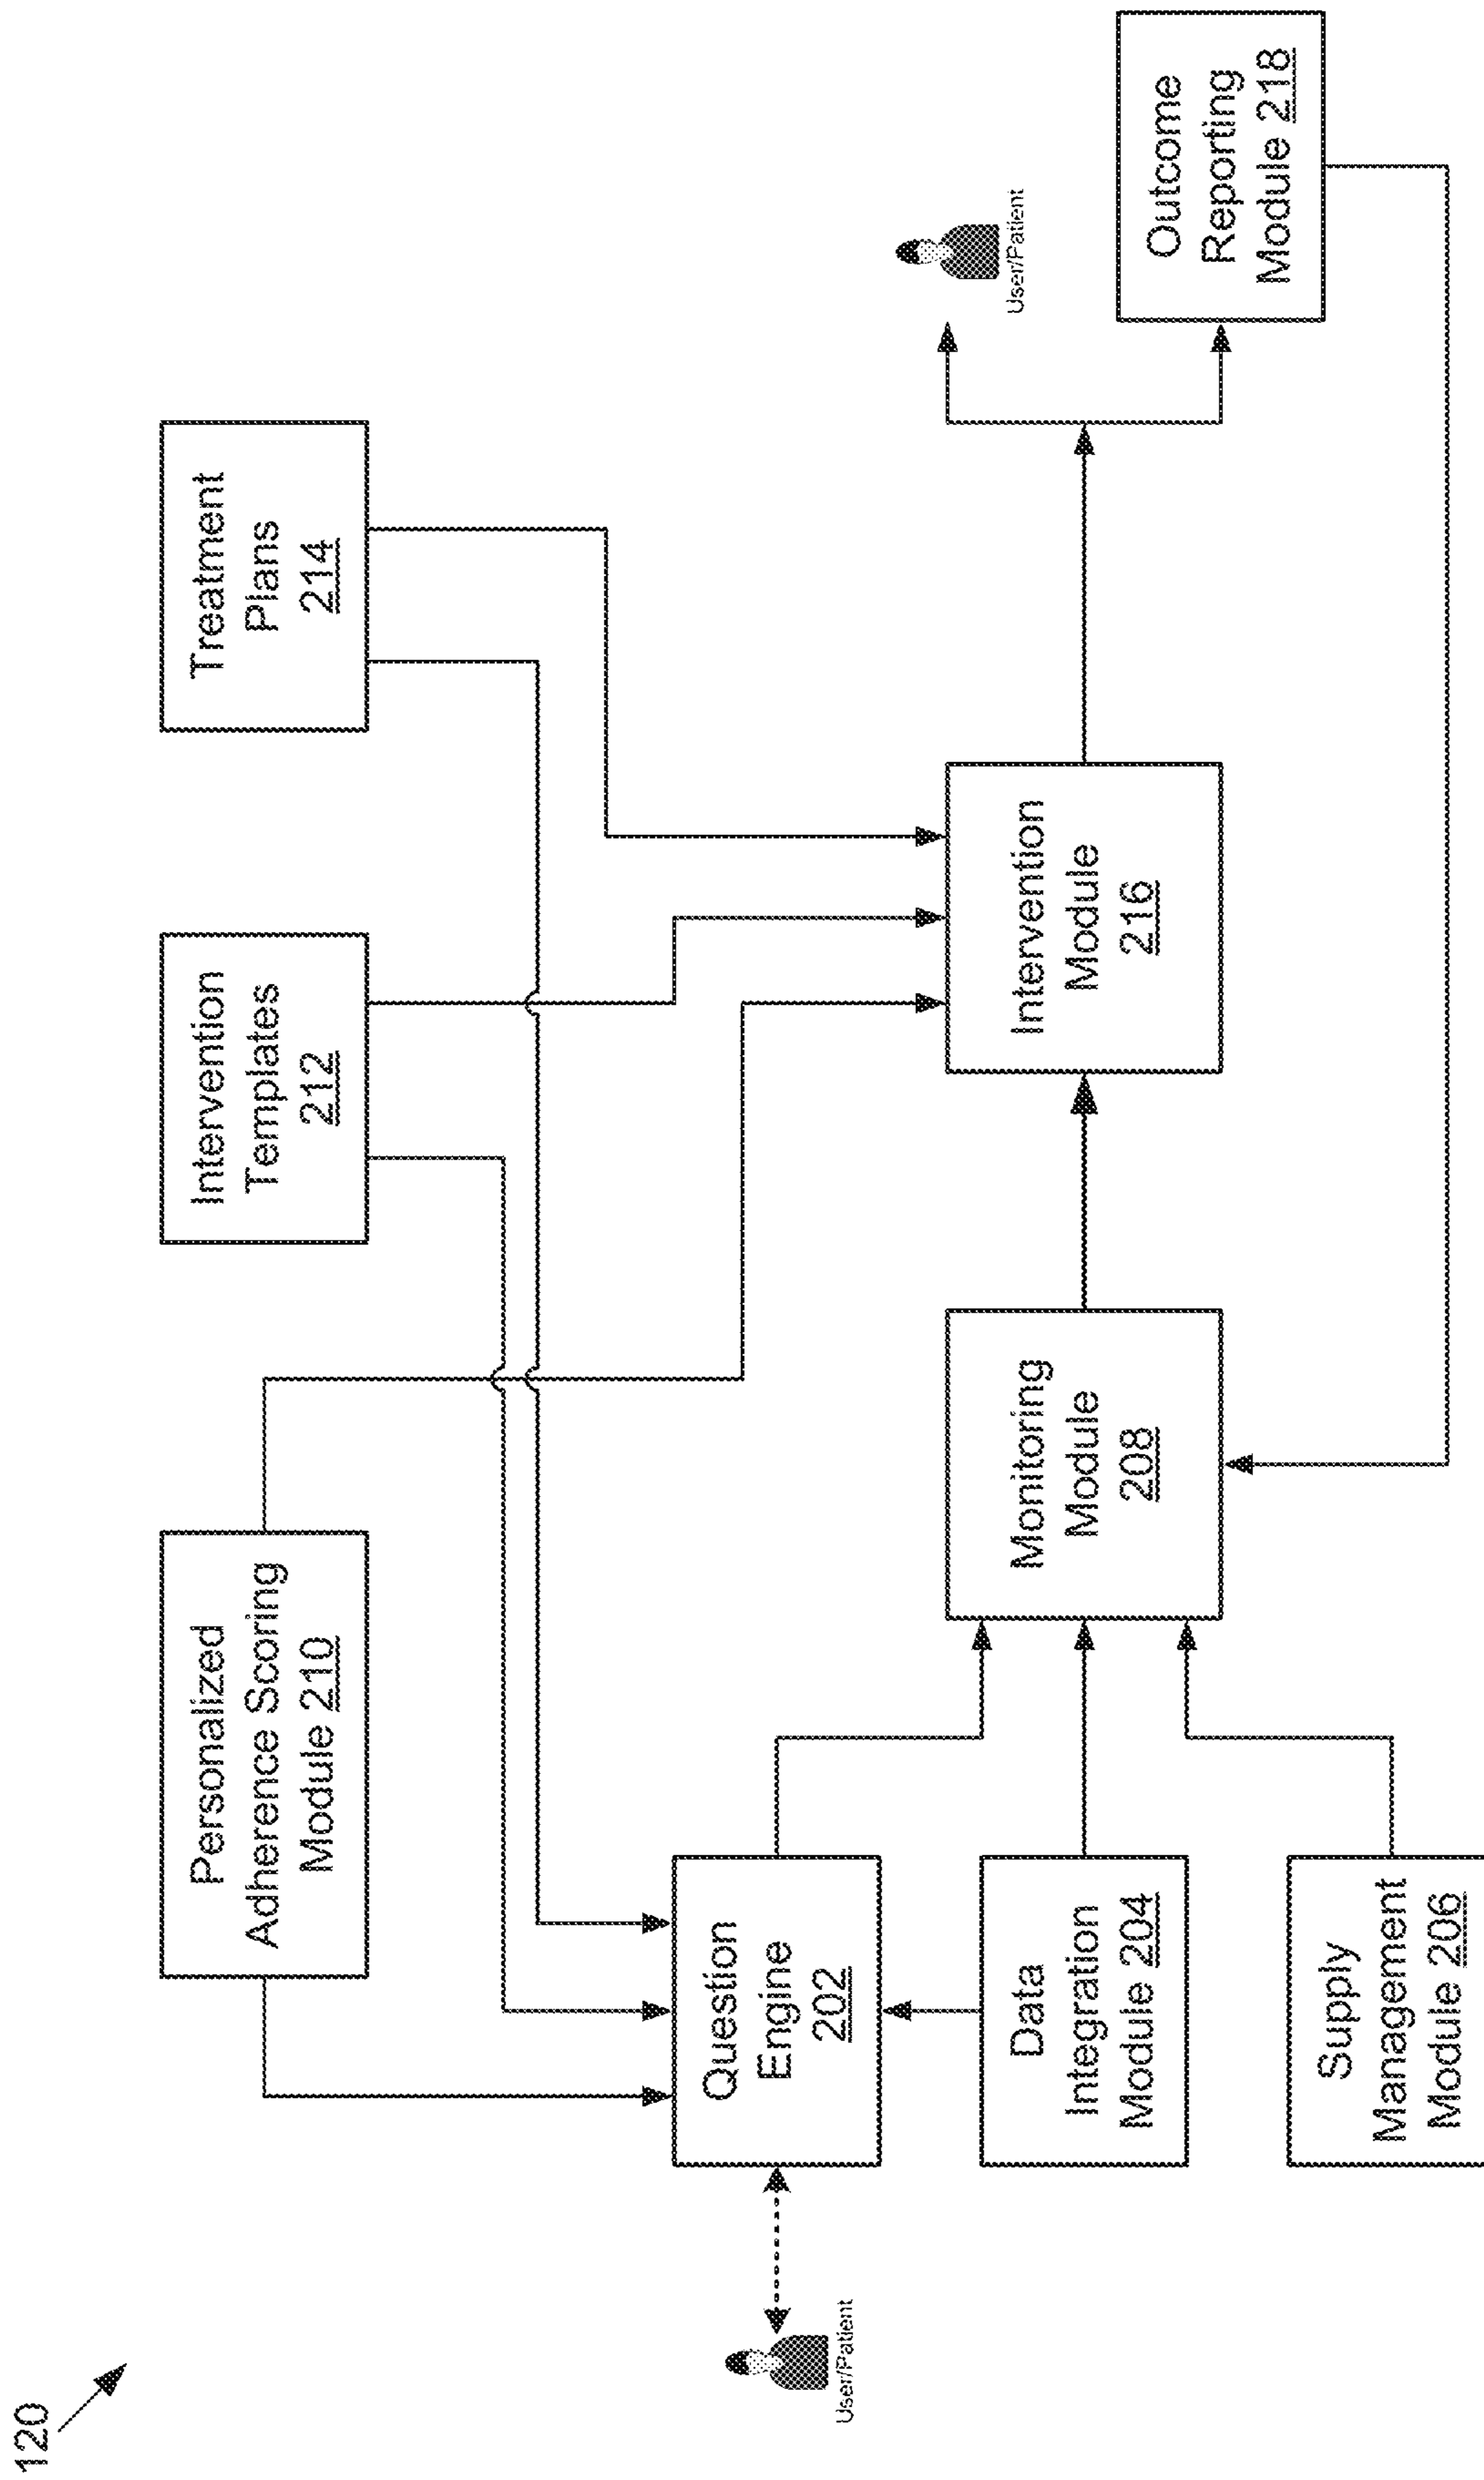 120
Personalized
Adherence Scoring
Module 210
Intervention
Templates
212
Treatment
Plans
214
User/Patient
Question
Engine
202
Data
Integration
Module 204
Supply
Management
Module 206
Monitoring
Module
208
Intervention
Module
216
User/Patient
Outcome
Reporting
Module 218